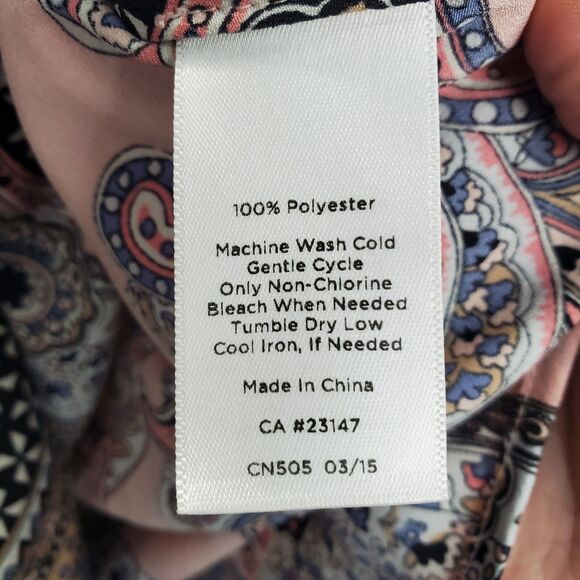 100% Polyester
Machine Wash Cold
Gentle Cycle
Only Non-Chlorine
Bleach When Needed
Tumble Dry Low
Cool Iron, If Needed
Made In China
CA #23147
CN505 03/15